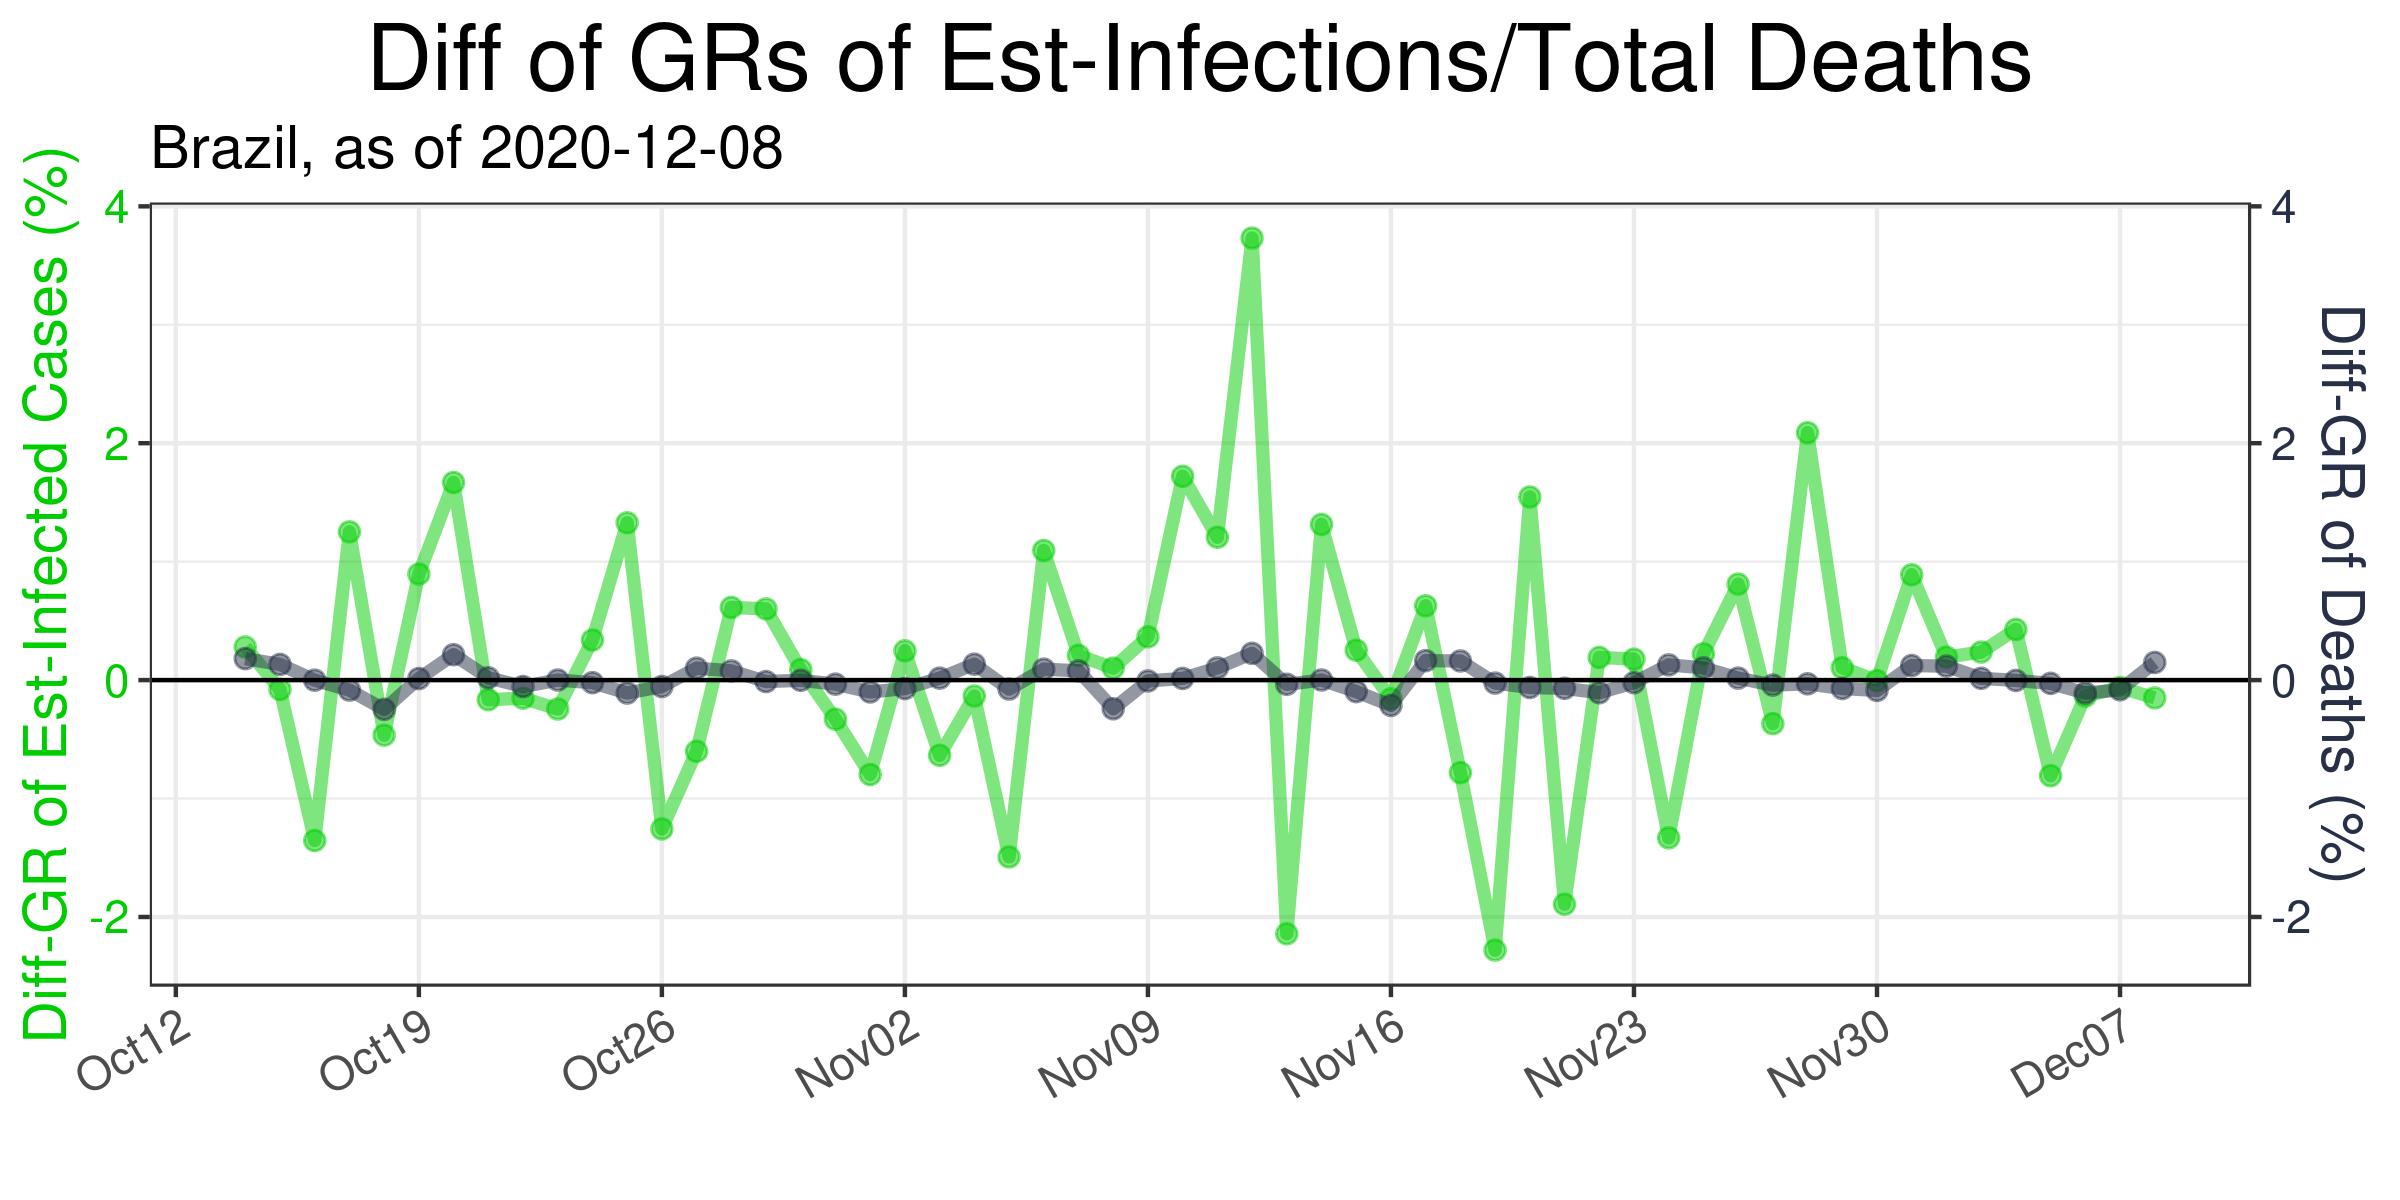 Diff of GRs of Est-Infections/Total Deaths
Brazil, as of 2020-12-08
Diff-GR of Est-Infected Cases (%)
4
2
0
-2
4
2
0
-2
Diff-GR of Deaths (%)
Oct12
Oct19
Oct26
Nov02
Nov09
Nov16
Nov23
Nov30
Dec07